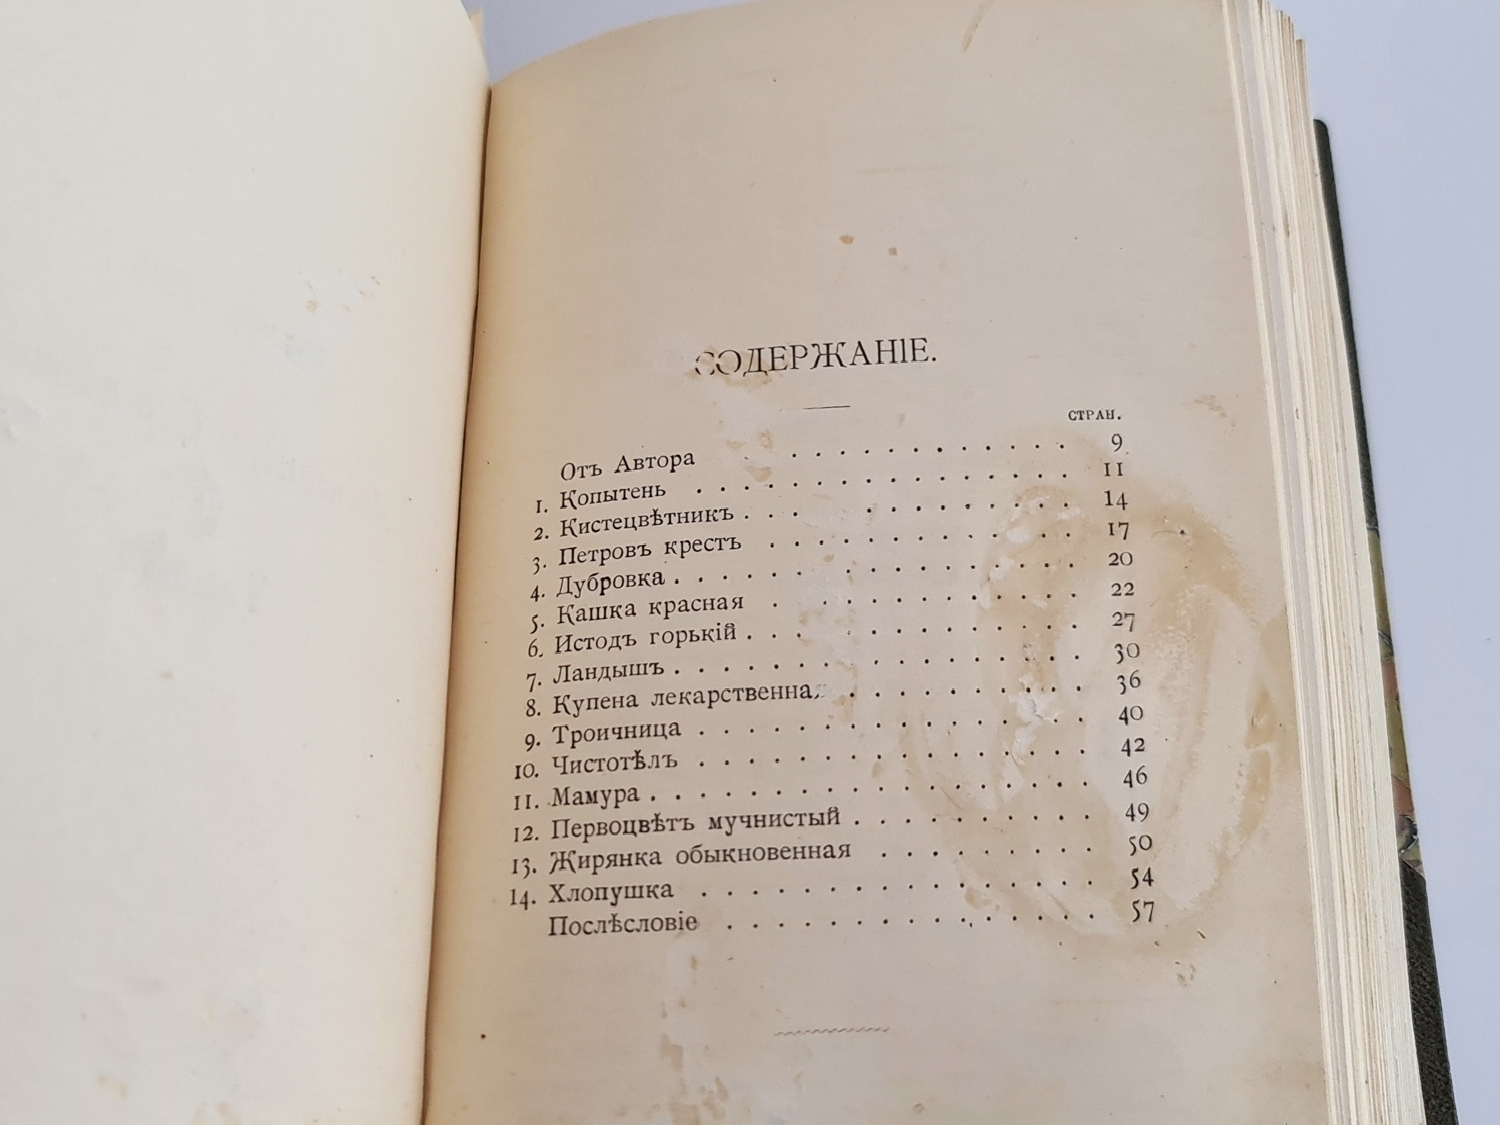 СОДЕРЖАНІЕ.
СТРАН.
Отъ Автора . . . . . . . . . . . . 9
1. Копытень . . . . . . . . . . . . . . . . 11
2. Кистецвѣтникъ . . . . . . . . . . . . 14
3. Петровъ крестъ . . . . . . . . . . . . 17
4. Дубровка . . . . . . . . . . . . . . . . 20
5. Кашка красная . . . . . . . . . . . . 22
6. Истодъ горькій . . . . . . . . . . . . 27
7. Ландышъ . . . . . . . . . . . . . . . . 30
8. Купена лекарственная . . . . . . . . . . 36
9. Троичница . . . . . . . . . . . . . . . . 40
10. Чистотѣлъ . . . . . . . . . . . . . . . . 42
11. Мамура . . . . . . . . . . . . . . . . . . 46
12. Первоцвѣтъ мучнистый . . . . . . . . . . 49
13. Жирянка обыкновенная . . . . . . . . . 50
14. Хлопушка . . . . . . . . . . . . . . . . 54
Послѣсловіе . . . . . . . . . . . . . . . 57